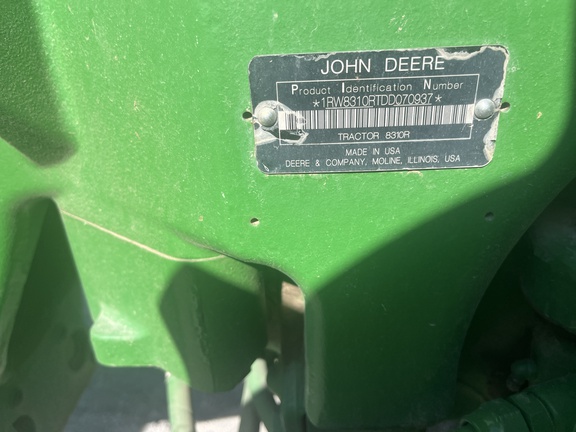 JOHN DEERE
Product Identification Number
*1RW8310RTDD070937*
TRACTOR 8310R
MADE IN USA
DEERE & COMPANY, MOLINE, ILLINOIS, USA